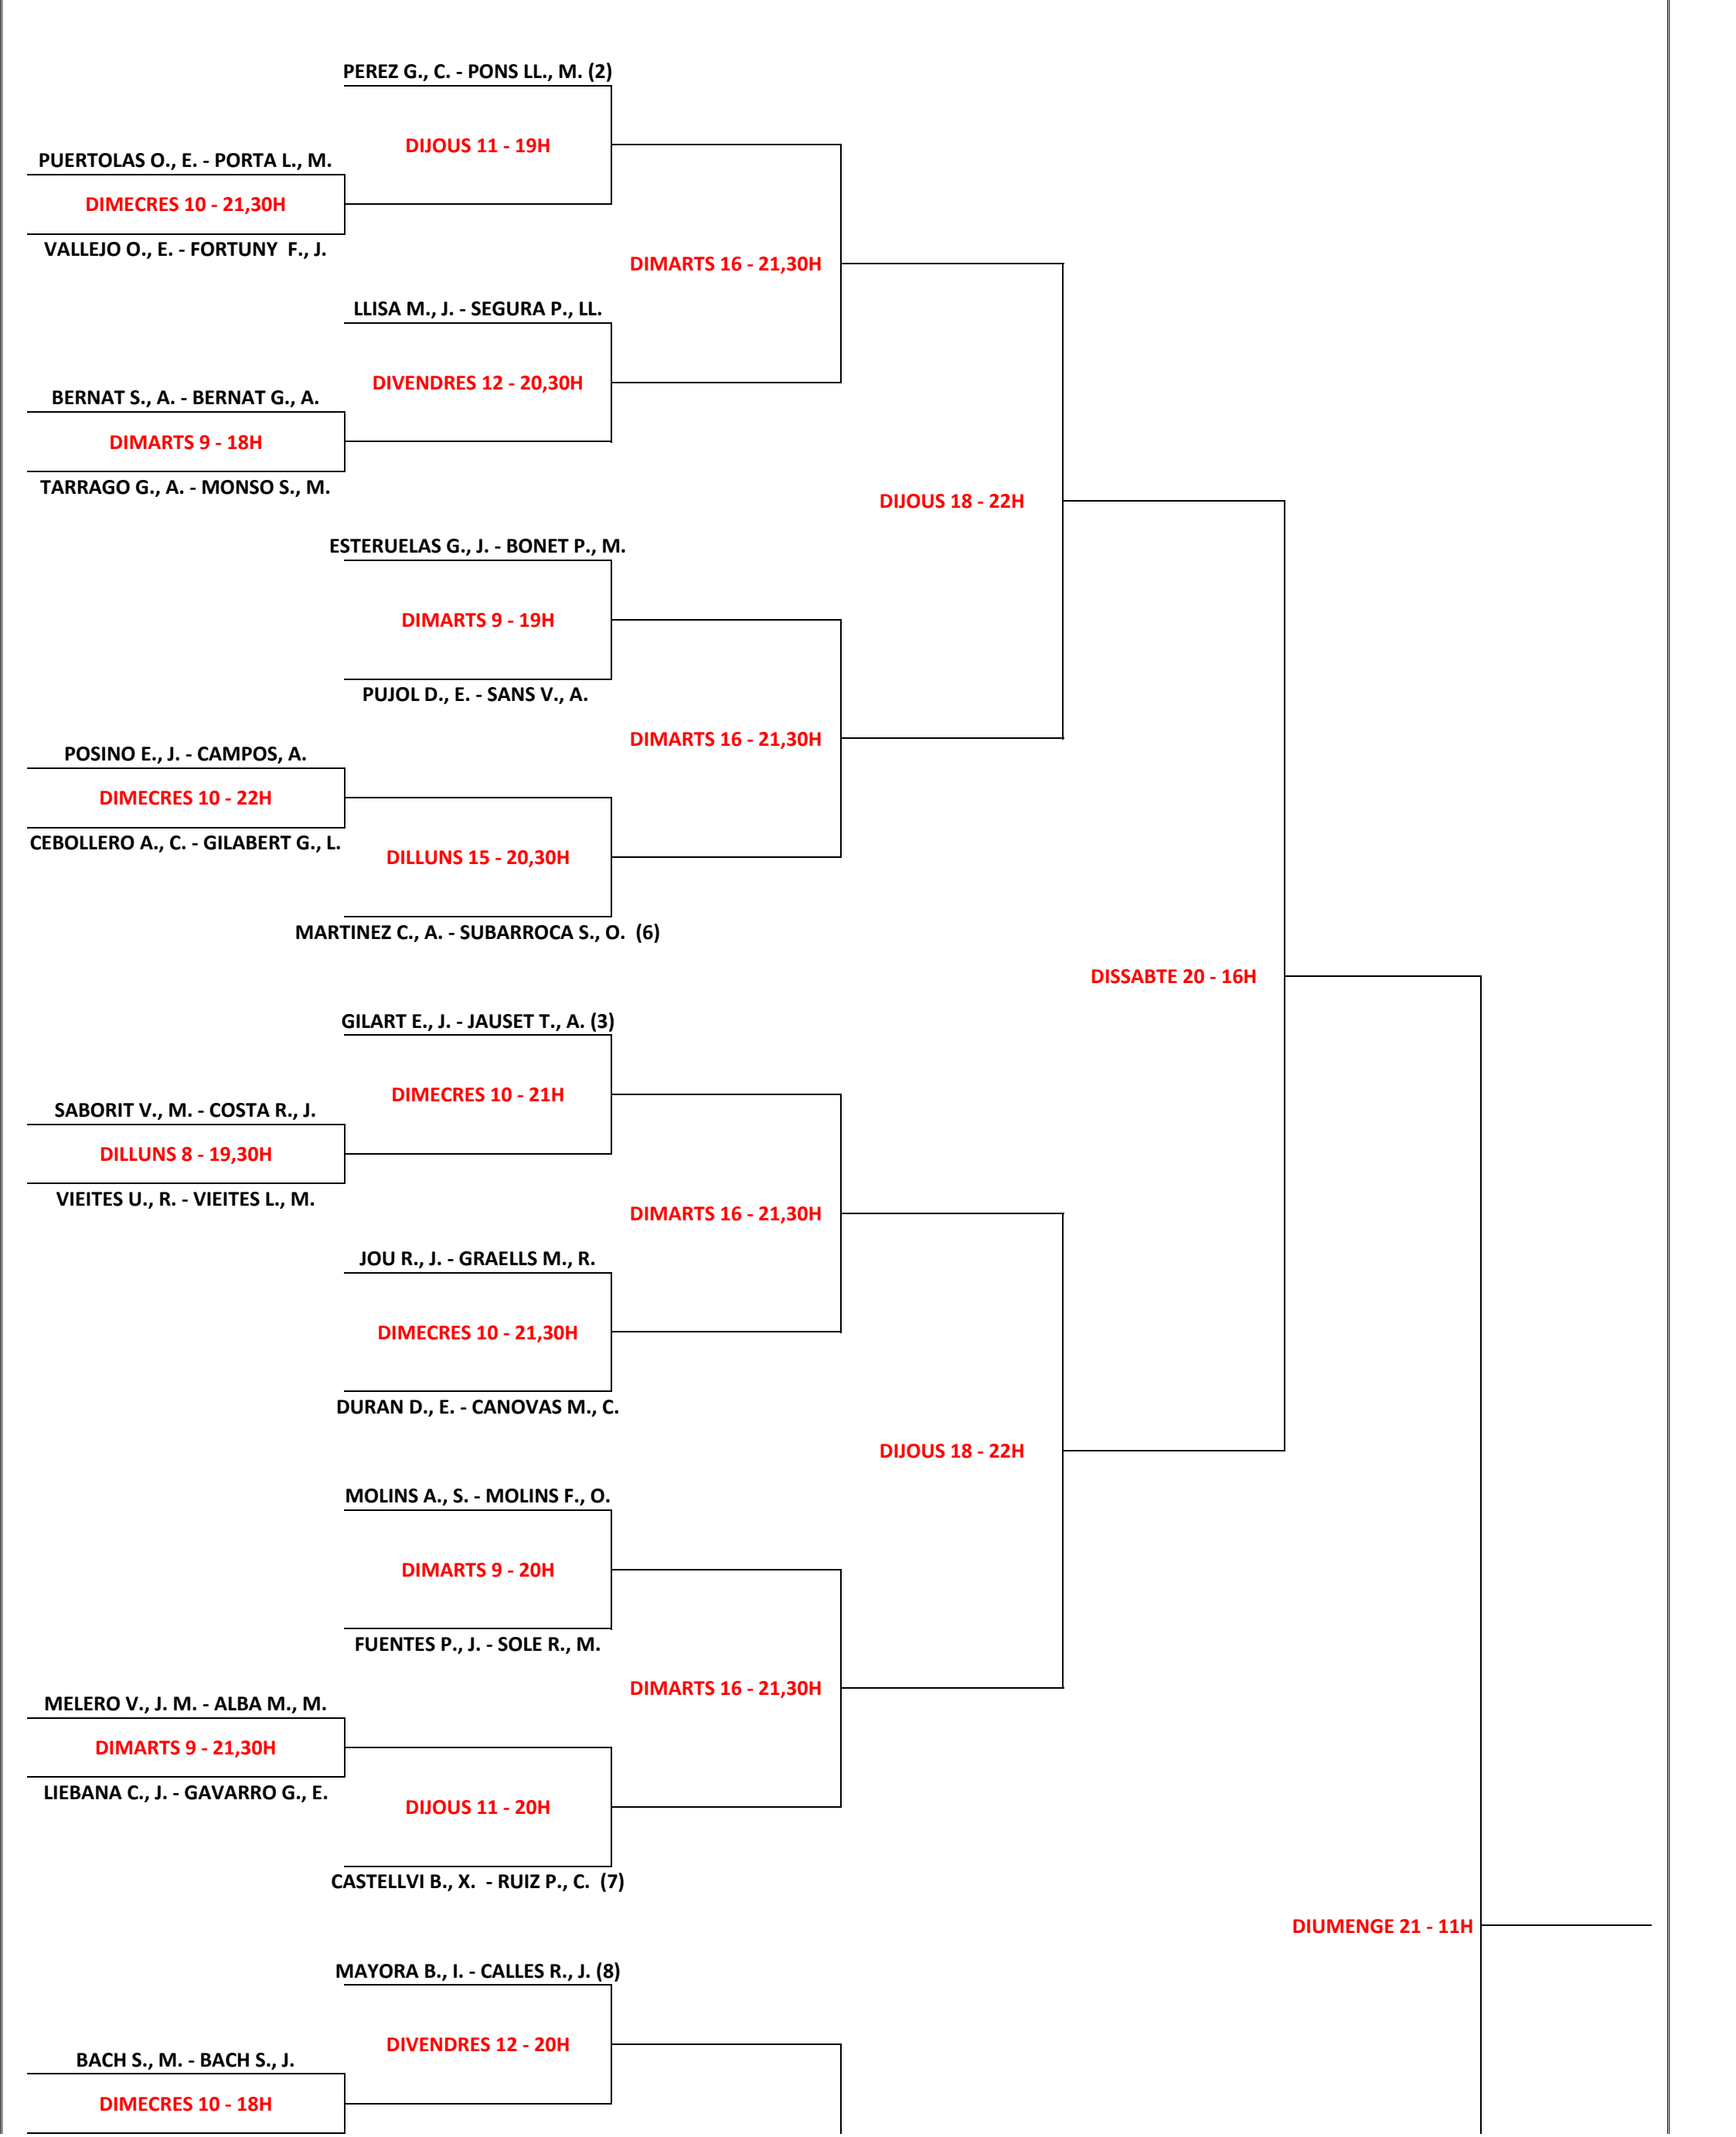 PEREZ G., C. - PONS LL., M. (2)
DIJOUS 11 - 19H
PUERTOLAS O., E. - PORTA L., M.
DIMECRES 10 - 21,30H
VALLEJO O., E. - FORTUNY  F., J.
DIMARTS 16 - 21,30H
LLISA M., J. - SEGURA P., LL.
DIVENDRES 12 - 20,30H
BERNAT S., A. - BERNAT G., A.
DIMARTS 9 - 18H
TARRAGO G., A. - MONSO S., M.
DIJOUS 18 - 22H
ESTERUELAS G., J. - BONET P., M.
DIMARTS 9 - 19H
PUJOL D., E. - SANS V., A.
DIMARTS 16 - 21,30H
POSINO E., J. - CAMPOS, A.
DIMECRES 10 - 22H
CEBOLLERO A., C. - GILABERT G., L.
DILLUNS 15 - 20,30H
MARTINEZ C., A. - SUBARROCA S., O.  (6)
DISSABTE 20 - 16H
GILART E., J. - JAUSET T., A. (3)
DIMECRES 10 - 21H
SABORIT V., M. - COSTA R., J.
DILLUNS 8 - 19,30H
VIEITES U., R. - VIEITES L., M.
DIMARTS 16 - 21,30H
JOU R., J. - GRAELLS M., R.
DIMECRES 10 - 21,30H
DURAN D., E. - CANOVAS M., C.
DIJOUS 18 - 22H
MOLINS A., S. - MOLINS F., O.
DIMARTS 9 - 20H
FUENTES P., J. - SOLE R., M.
DIMARTS 16 - 21,30H
MELERO V., J. M. - ALBA M., M.
DIMARTS 9 - 21,30H
LIEBANA C., J. - GAVARRO G., E.
DIJOUS 11 - 20H
CASTELLVI B., X.  - RUIZ P., C.  (7)
DIUMENGE 21 - 11H
MAYORA B., I. - CALLES R., J. (8)
DIVENDRES 12 - 20H
BACH S., M. - BACH S., J.
DIMECRES 10 - 18H